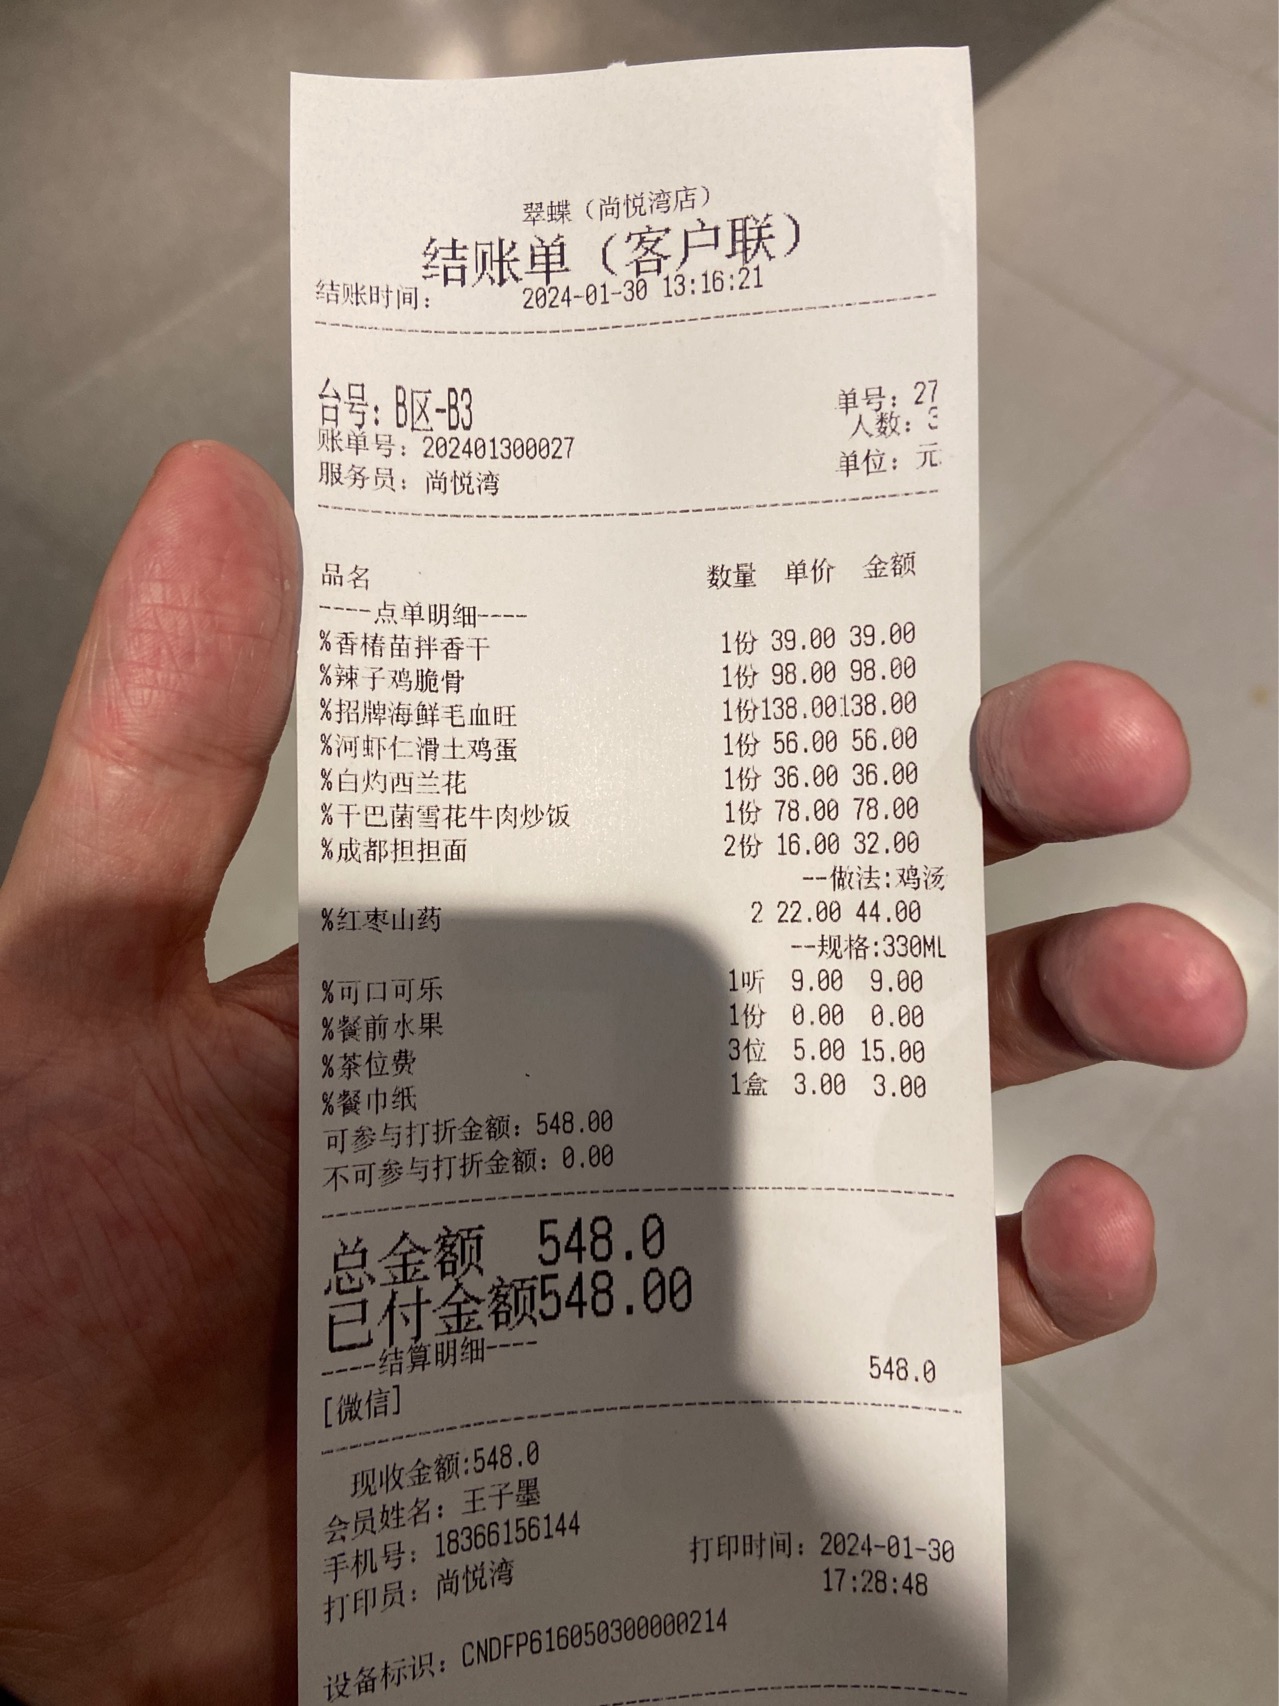 翠蝶（尚悦湾店）
结账单（客户联）
结账时间： 2024-01-30 13:16:21
台号：B区-B3 单号：27
人数：3
账单号：202401300027
服务员：尚悦湾 单位：元
品名 数量 单价 金额
----点单明细----
%香椿苗拌香干 1份 39.00 39.00
%辣子鸡脆骨 1份 98.00 98.00
%招牌海鲜毛血旺 1份138.00138.00
%河虾仁滑土鸡蛋 1份 56.00 56.00
%白灼西兰花 1份 36.00 36.00
%干巴菌雪花牛肉炒饭 1份 78.00 78.00
%成都担担面 2份 16.00 32.00
--做法:鸡汤
%红枣山药 2 22.00 44.00
--规格:330ML
%可口可乐 1听 9.00 9.00
%餐前水果 1份 0.00 0.00
%茶位费 3位 5.00 15.00
%餐巾纸 1盒 3.00 3.00
可参与打折金额：548.00
不可参与打折金额：0.00
总金额 548.0
已付金额548.00
----结算明细----
[微信] 548.0
现收金额:548.0
会员姓名：王子墨
手机号：18366156144
打印员：尚悦湾 打印时间：2024-01-30
17:28:48
设备标识：CNDFP616050300000214